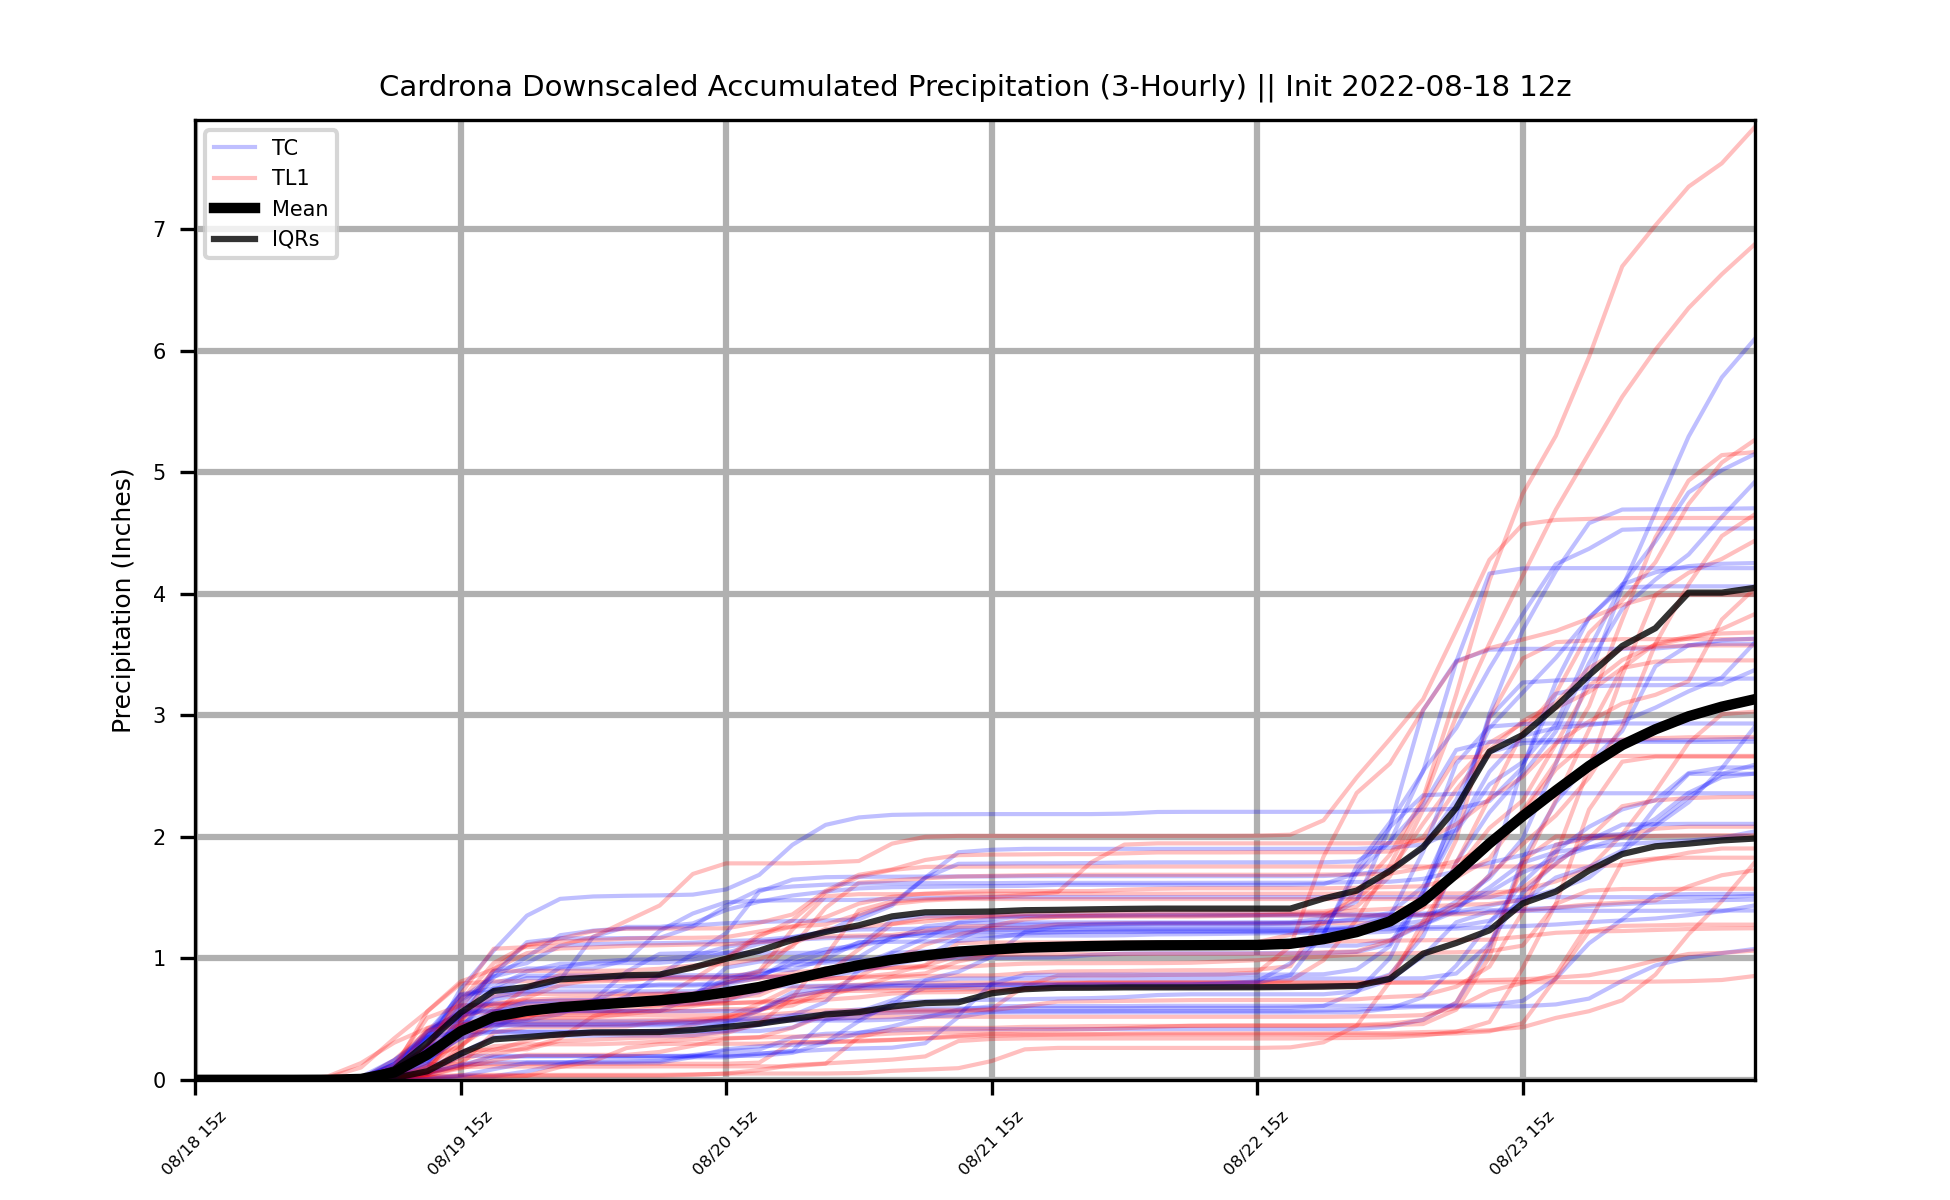 Cardrona Downscaled Accumulated Precipitation (3-Hourly) || Init 2022-08-18 12z
TC
TL1
Mean
IQRs
Precipitation (Inches)
7
6
5
4
3
2
1
0
08/18 15z
08/19 15z
08/20 15z
08/21 15z
08/22 15z
08/23 15z